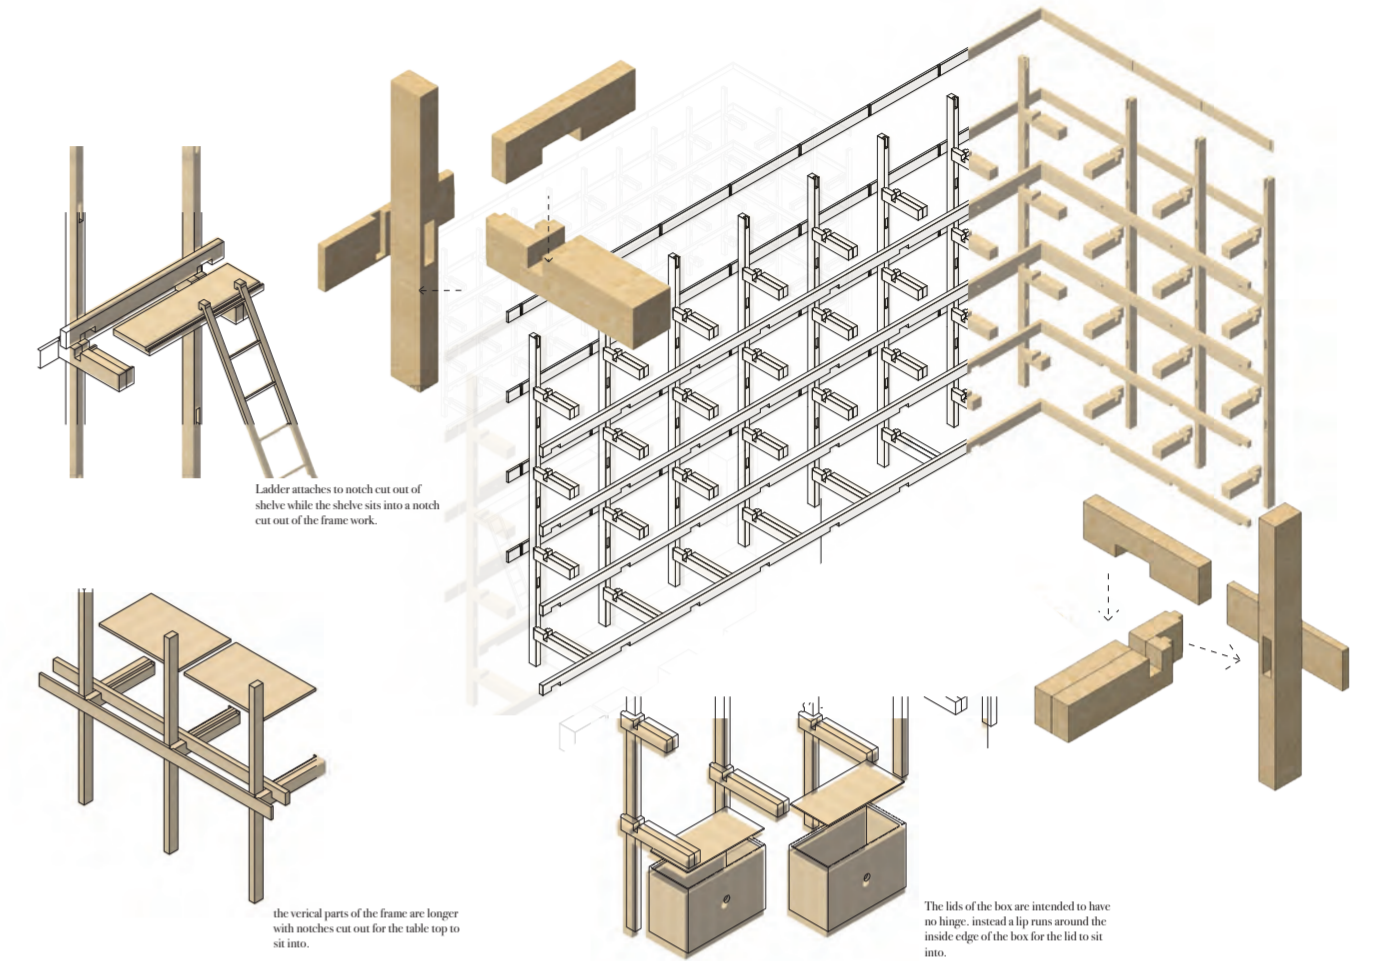 Ladder attaches to notch cut out of
shelve while the shelve sits into a notch
cut out of the frame work.
the verical parts of the frame are longer
with notches cut out for the table top to
sit into.
The lids of the box are intended to have
no hinge. instead a lip runs around the
inside edge of the box for the lid to sit
into.